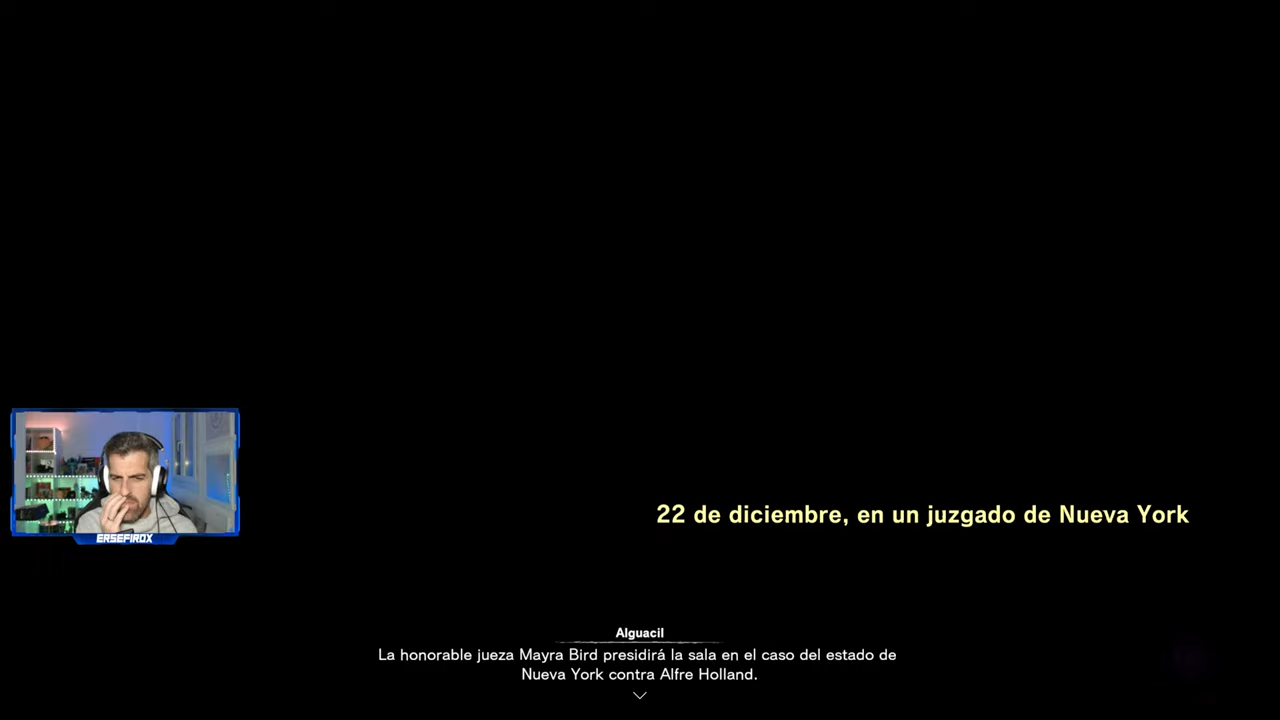 ERSEFIROX
22 de diciembre, en un juzgado de Nueva York
Alguacil
La honorable jueza Mayra Bird presidirá la sala en el caso del estado de
Nueva York contra Alfre Holland.